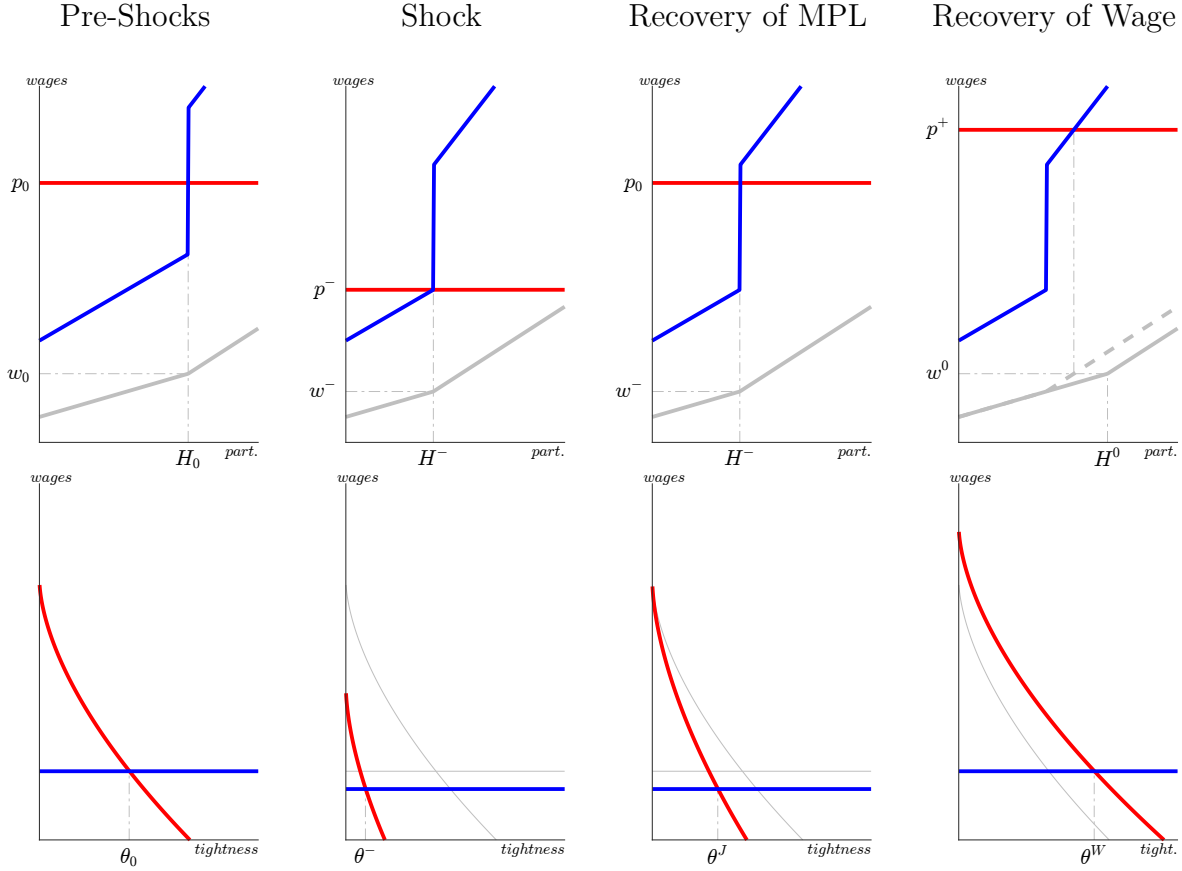 Pre-Shocks
Shock
Recovery of MPL
Recovery of Wage
wages
p₀
w₀
H₀
part.
wages
p⁻
w⁻
H⁻
part.
wages
p₀
w⁻
H⁻
part.
wages
p⁺
w⁰
H⁰
part.
wages
θ₀
tightness
wages
θ⁻
tightness
wages
θᴶ
tightness
wages
θᵂ
tight.